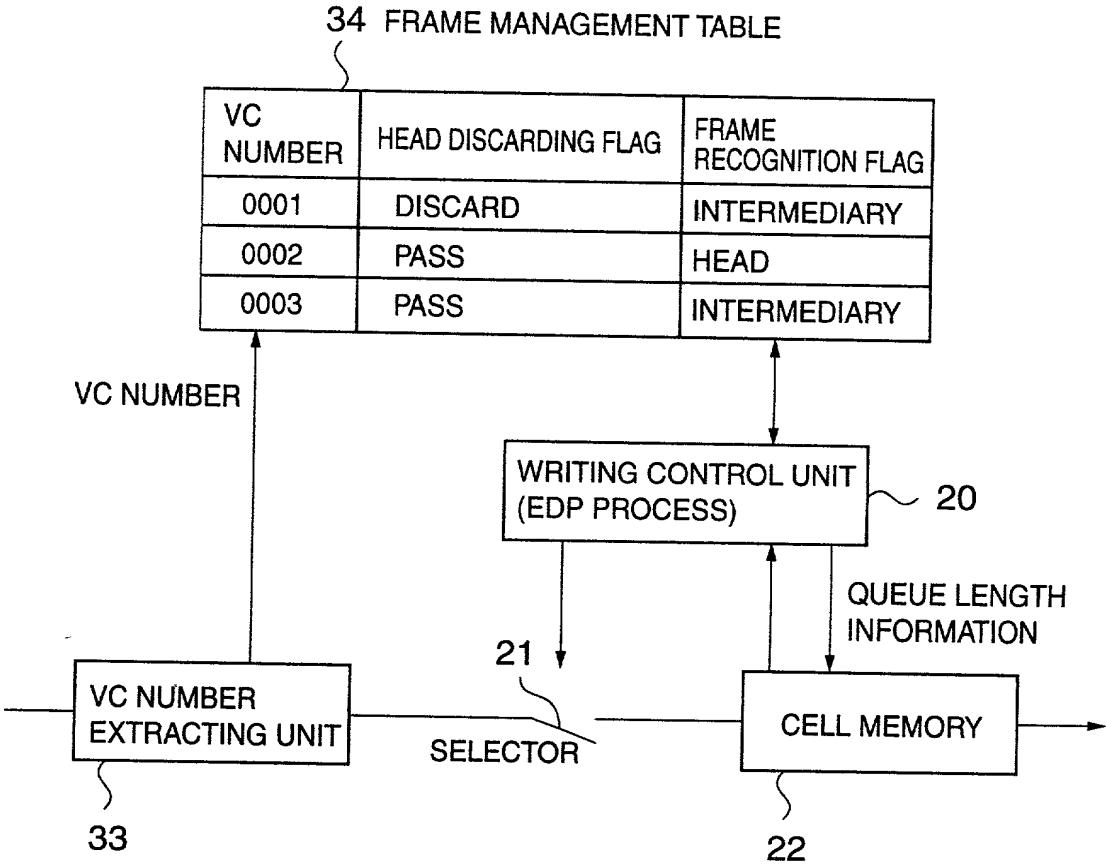 34 FRAME MANAGEMENT TABLE
VC NUMBER
HEAD DISCARDING FLAG
FRAME RECOGNITION FLAG
0001 DISCARD INTERMEDIARY
0002 PASS HEAD
0003 PASS INTERMEDIARY
VC NUMBER
WRITING CONTROL UNIT
(EDP PROCESS)
20
QUEUE LENGTH
INFORMATION
21
VC NUMBER
EXTRACTING UNIT
SELECTOR
CELL MEMORY
33
22